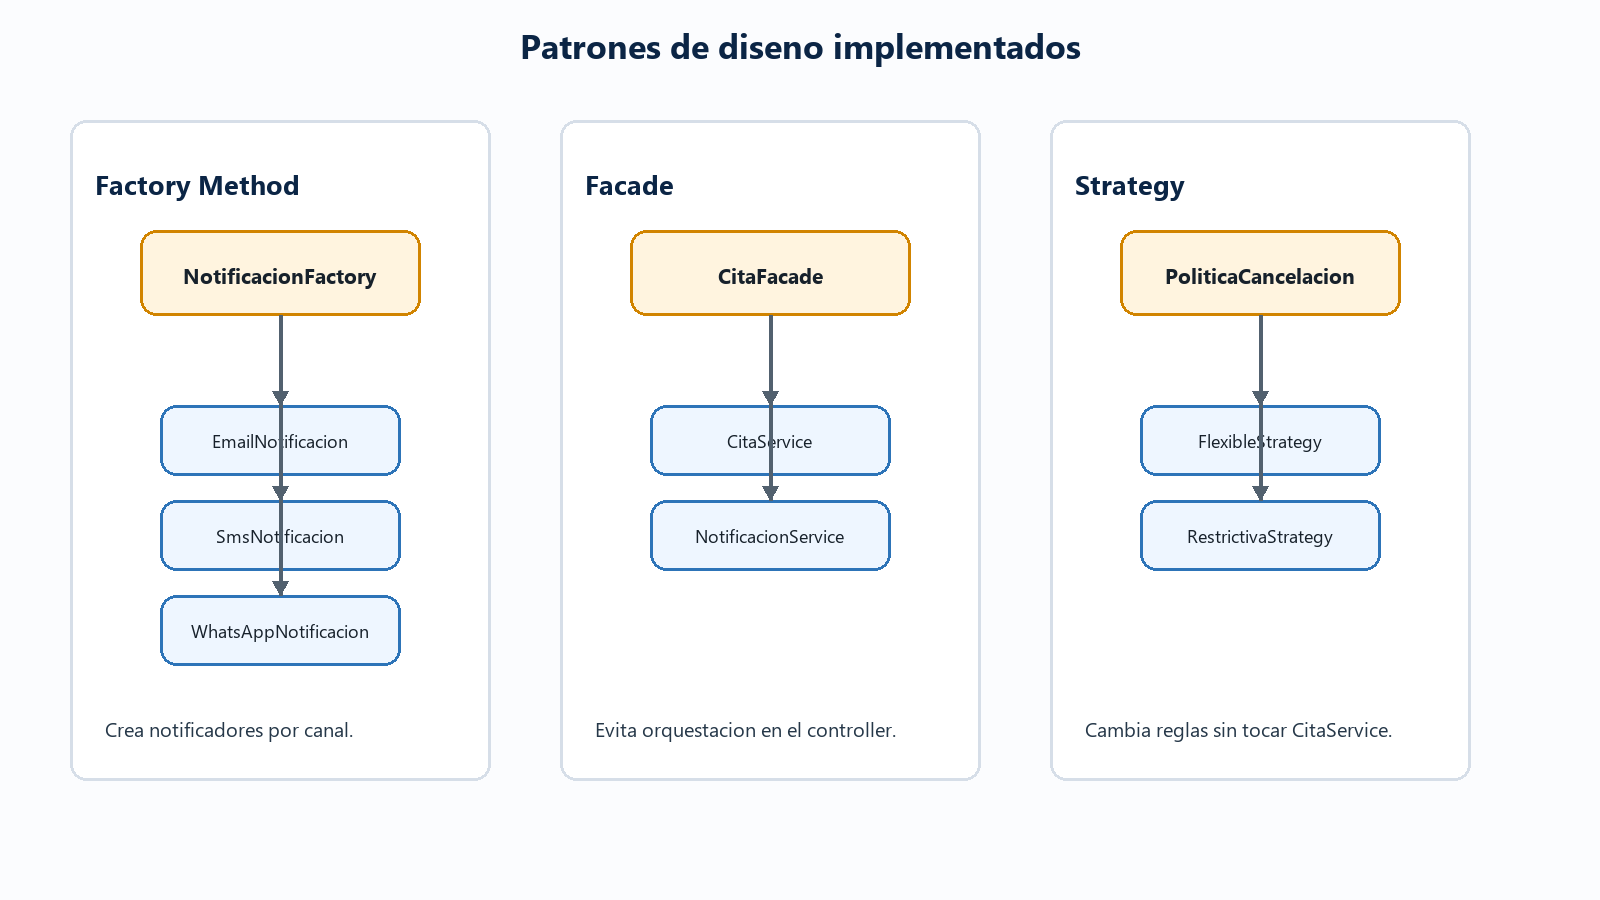 Patrones de diseno implementados
Factory Method
NotificacionFactory
EmailNotificacion
SmsNotificacion
WhatsAppNotificacion
Crea notificadores por canal.
Facade
CitaFacade
CitaService
NotificacionService
Evita orquestacion en el controller.
Strategy
PoliticaCancelacion
FlexibleStrategy
RestrictivaStrategy
Cambia reglas sin tocar CitaService.